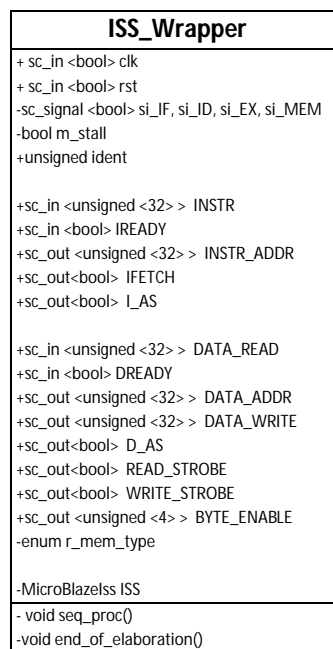 ISS_Wrapper
+ sc_in <bool> clk
+ sc_in <bool> rst
-sc_signal <bool> si_IF, si_ID, si_EX, si_MEM
-bool m_stall
+unsigned ident
+sc_in <unsigned <32> > INSTR
+sc_in <bool> IREADY
+sc_out <unsigned <32> > INSTR_ADDR
+sc_out<bool> IFETCH
+sc_out<bool> I_AS
+sc_in <unsigned <32> > DATA_READ
+sc_in <bool> DREADY
+sc_out <unsigned <32> > DATA_ADDR
+sc_out <unsigned <32> > DATA_WRITE
+sc_out<bool> D_AS
+sc_out<bool> READ_STROBE
+sc_out<bool> WRITE_STROBE
+sc_out <unsigned <4> > BYTE_ENABLE
-enum r_mem_type
-MicroBlazeIss ISS
- void seq_proc()
-void end_of_elaboration()